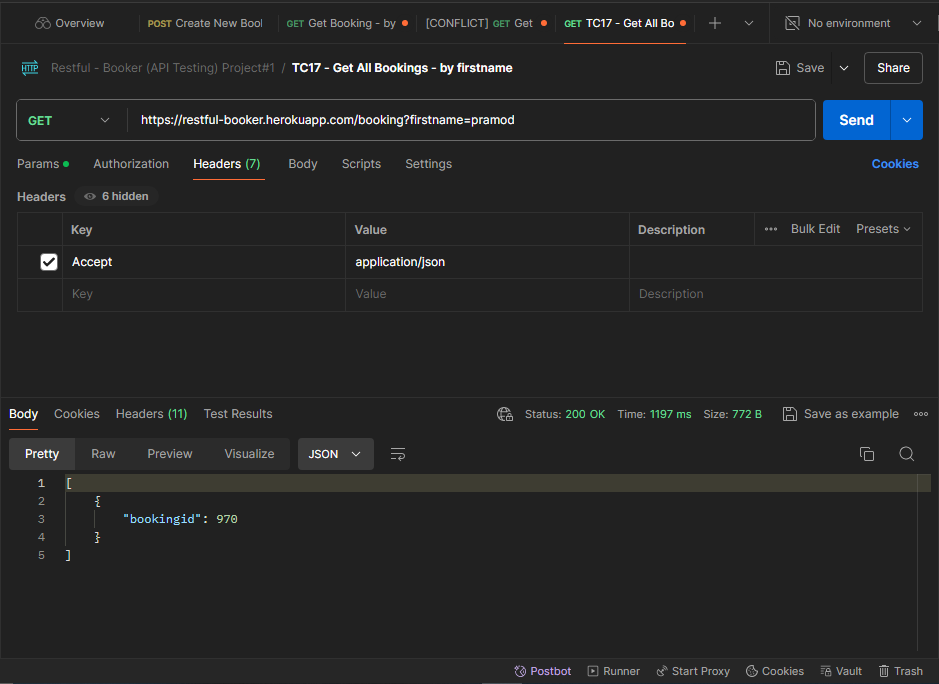 Overview POST Create New Bool GET Get Booking - by [CONFLICT] GET Get GET TC17 - Get All Bo No environment
HTTP Restful - Booker (API Testing) Project#1 / TC17 - Get All Bookings - by firstname Save Share
GET https://restful-booker.herokuapp.com/booking?firstname=pramod Send
Params Authorization Headers (7) Body Scripts Settings Cookies
Headers 6 hidden
Key Value Description Bulk Edit Presets
Accept application/json
Key Value Description
Body Cookies Headers (11) Test Results Status: 200 OK Time: 1197 ms Size: 772 B Save as example
Pretty Raw Preview Visualize JSON
1 [
2 {
3 "bookingid": 970
4 }
5 ]
Postbot Runner Start Proxy Cookies Vault Trash